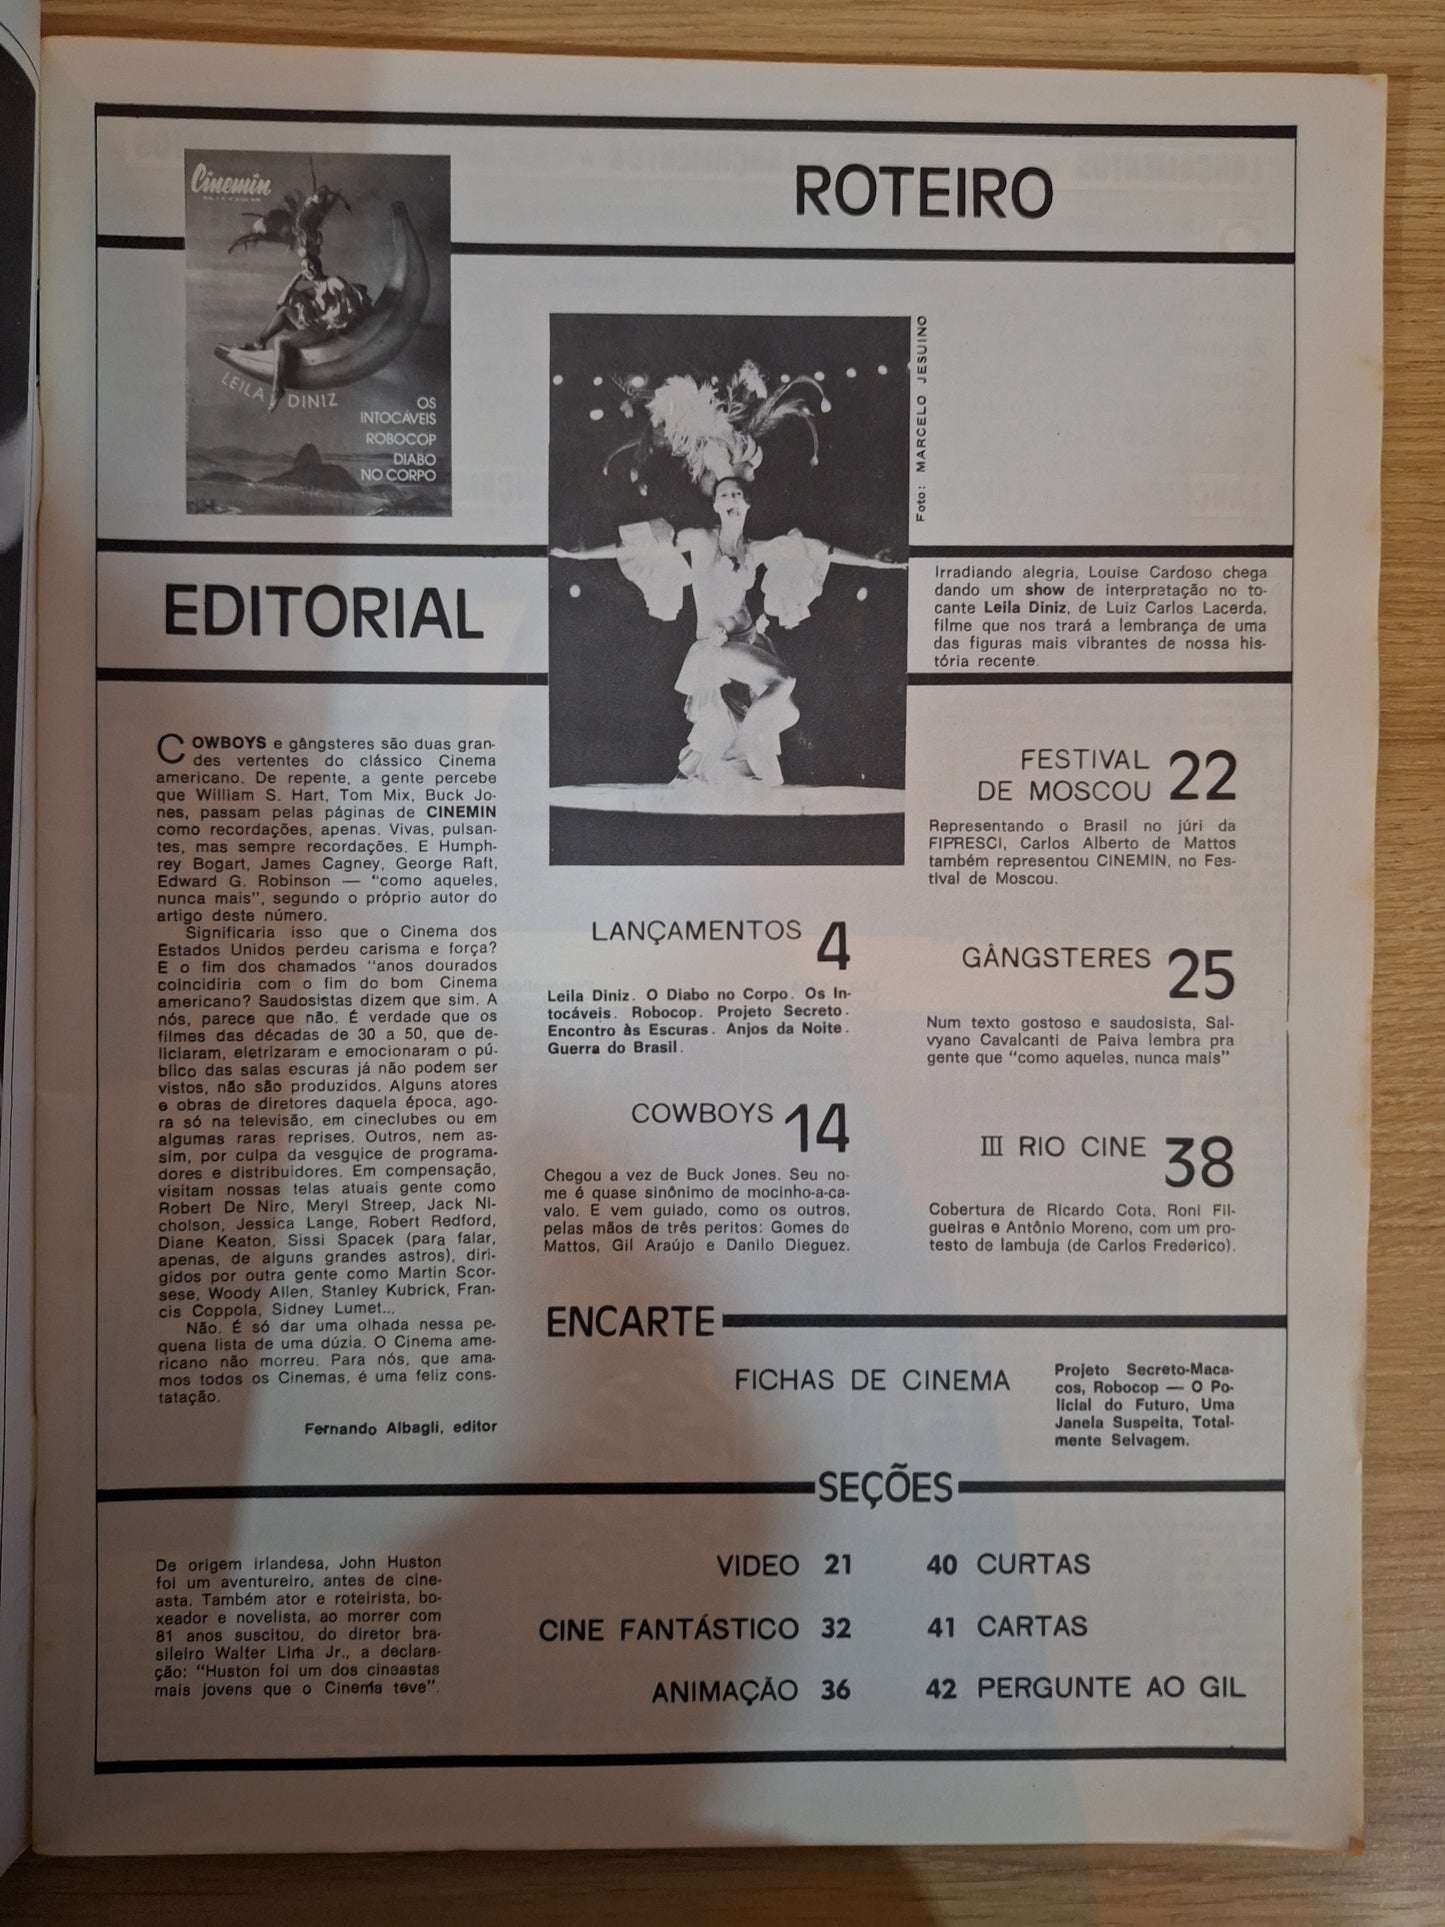 ROTEIRO
Cinemin
LEILA DINIZ
OS
INTOCÁVEIS
ROBOCOP
DIABO
NO CORPO
Foto: MARCELO JESUINO
Irradiando alegria, Louise Cardoso chega
dando um show de interpretação no to-
cante Leila Diniz, de Luiz Carlos Lacerda,
filme que nos trará a lembrança de uma
das figuras mais vibrantes de nossa his-
tória recente.
EDITORIAL
COWBOYS e gângsteres são duas gran-
des vertentes do clássico Cinema
americano. De repente, a gente percebe
que William S. Hart, Tom Mix, Buck Jo-
nes, passam pelas páginas de CINEMIN
como recordações, apenas. Vivas, pulsan-
tes, mas sempre recordações. E Humph-
rey Bogart, James Cagney, George Raft,
Edward G. Robinson — "como aqueles,
nunca mais", segundo o próprio autor do
artigo deste número.
Significaria isso que o Cinema dos
Estados Unidos perdeu carisma e força?
E o fim dos chamados "anos dourados
coincidiria com o fim do bom Cinema
americano? Saudosistas dizem que sim. A
nós, parece que não. É verdade que os
filmes das décadas de 30 a 50, que de-
liciaram, eletrizaram e emocionaram o pú-
blico das salas escuras já não podem ser
vistos, não são produzidos. Alguns atores
e obras de diretores daquela época, ago-
ra só na televisão, em cineclubes ou em
algumas raras reprises. Outros, nem as-
sim, por culpa da vesguice de programa-
dores e distribuidores. Em compensação,
visitam nossas telas atuais gente como
Robert De Niro, Meryl Streep, Jack Ni-
cholson, Jessica Lange, Robert Redford,
Diane Keaton, Sissi Spacek (para falar,
apenas, de alguns grandes astros), diri-
gidos por outra gente como Martin Scor-
sese, Woody Allen, Stanley Kubrick, Fran-
cis Coppola, Sidney Lumet...
Não. É só dar uma olhada nessa pe-
quena lista de uma dúzia. O Cinema ame-
ricano não morreu. Para nós, que ama-
mos todos os Cinemas, é uma feliz cons-
tatação.
Fernando Albagli, editor
LANÇAMENTOS 4
Leila Diniz. O Diabo no Corpo. Os In-
tocáveis. Robocop. Projeto Secreto.
Encontro às Escuras. Anjos da Noite.
Guerra do Brasil.
COWBOYS 14
Chegou a vez de Buck Jones. Seu no-
me é quase sinônimo de mocinho-a-ca-
valo. E vem guiado, como os outros,
pelas mãos de três peritos: Gomes de
Mattos, Gil Araújo e Danilo Dieguez.
FESTIVAL
DE MOSCOU 22
Representando o Brasil no júri da
FIPRESCI, Carlos Alberto de Mattos
também representou CINEMIN, no Fes-
tival de Moscou.
GÂNGSTERES 25
Num texto gostoso e saudosista, Sal-
vyano Cavalcanti de Paiva lembra pra
gente que "como aqueles, nunca mais"
III RIO CINE 38
Cobertura de Ricardo Cota, Roni Fil-
gueiras e Antônio Moreno, com um pro-
testo de lambuja (de Carlos Frederico).
ENCARTE
FICHAS DE CINEMA
Projeto Secreto-Maca-
cos, Robocop — O Po-
licial do Futuro, Uma
Janela Suspeita, Total-
mente Selvagem.
De origem irlandesa, John Huston
foi um aventureiro, antes de cine-
asta. Também ator e roteirista, bo-
xeador e novelista, ao morrer com
81 anos suscitou, do diretor bra-
sileiro Walter Lima Jr., a declara-
ção: "Huston foi um dos cineastas
mais jovens que o Cinema teve".
SEÇÕES
VIDEO 21
CINE FANTÁSTICO 32
ANIMAÇÃO 36
40 CURTAS
41 CARTAS
42 PERGUNTE AO GIL